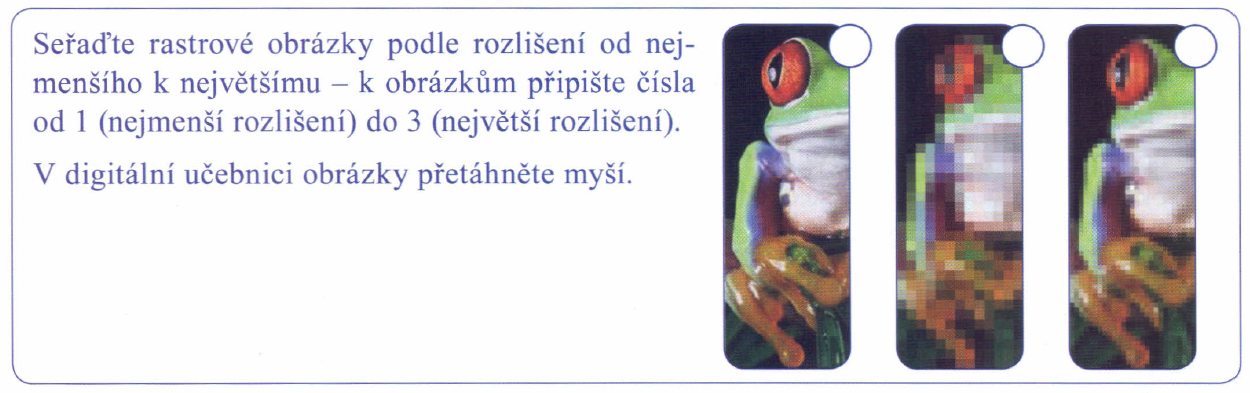 Seřaďte rastrové obrázky podle rozlišení od nej-
menšího k největšímu – k obrázkům připište čísla
od 1 (nejmenší rozlišení) do 3 (největší rozlišení).
V digitální učebnici obrázky přetáhněte myší.